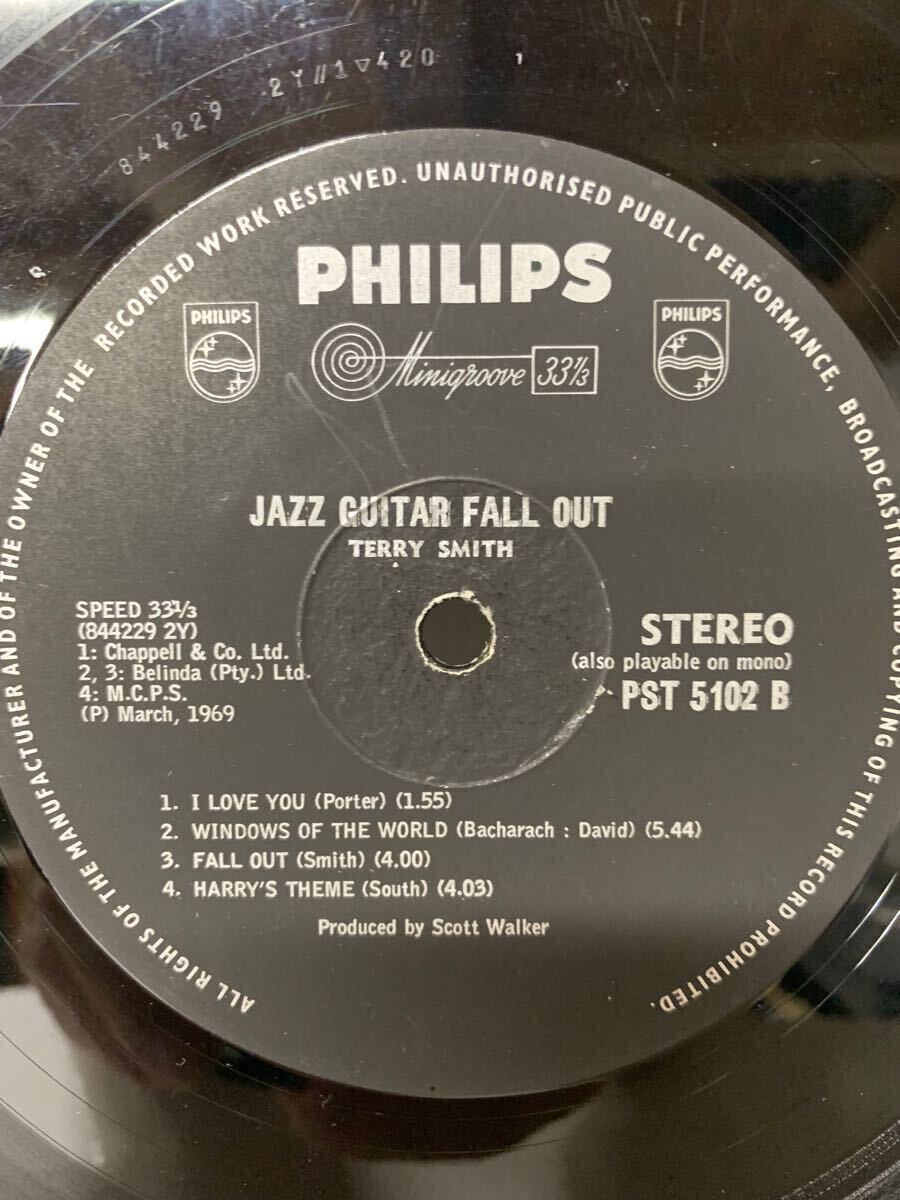 844229 2Y//1▽420 1
ALL RIGHTS OF THE MANUFACTURER AND OF THE OWNER OF THE RECORDED WORK RESERVED. UNAUTHORISED PUBLIC PERFORMANCE, BROADCASTING AND COPYING OF THIS RECORD PROHIBITED.
PHILIPS
PHILIPS
PHILIPS
Minigroove 33⅓
JAZZ GUITAR FALL OUT
TERRY SMITH
SPEED 33⅓
(844229 2Y)
1: Chappell & Co. Ltd.
2, 3: Belinda (Pty.) Ltd.
4: M.C.P.S.
(P) March, 1969
STEREO
(also playable on mono)
PST 5102 B
1. I LOVE YOU (Porter) (1.55)
2. WINDOWS OF THE WORLD (Bacharach : David) (5.44)
3. FALL OUT (Smith) (4.00)
4. HARRY'S THEME (South) (4.03)
Produced by Scott Walker